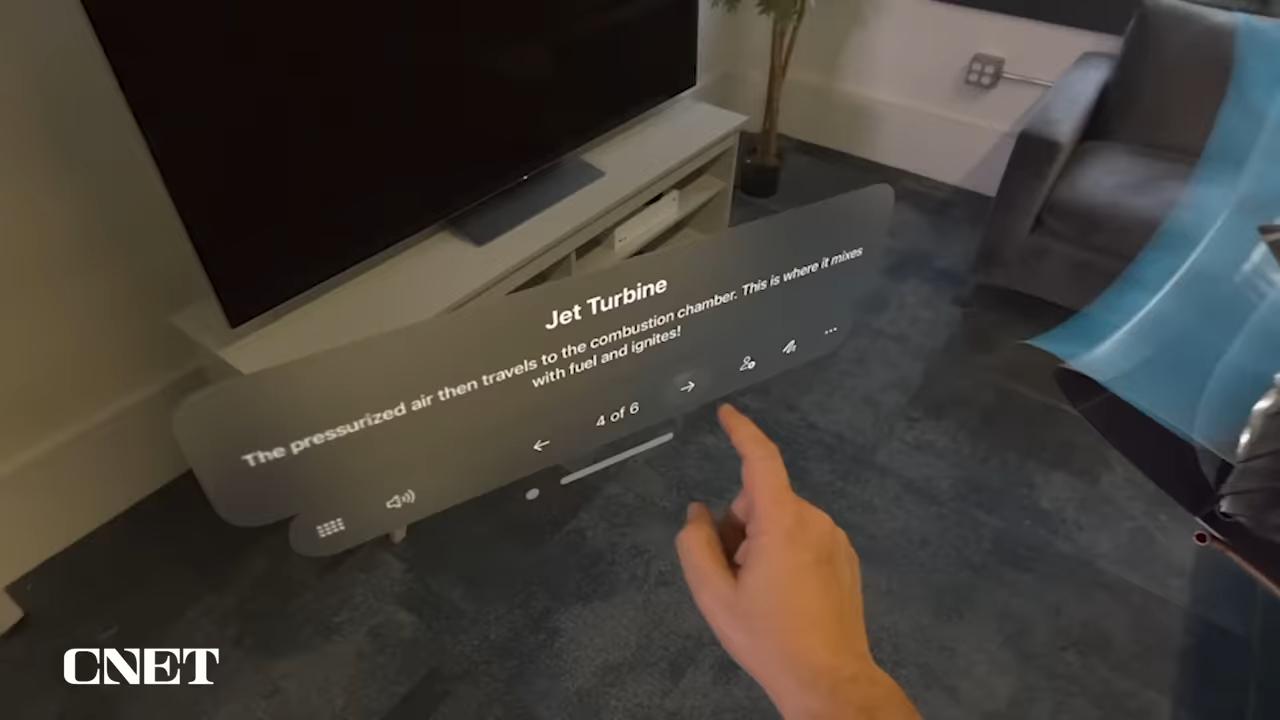 Jet Turbine
The pressurized air then travels to the combustion chamber. This is where it mixes
with fuel and ignites!
4 of 6
CNET